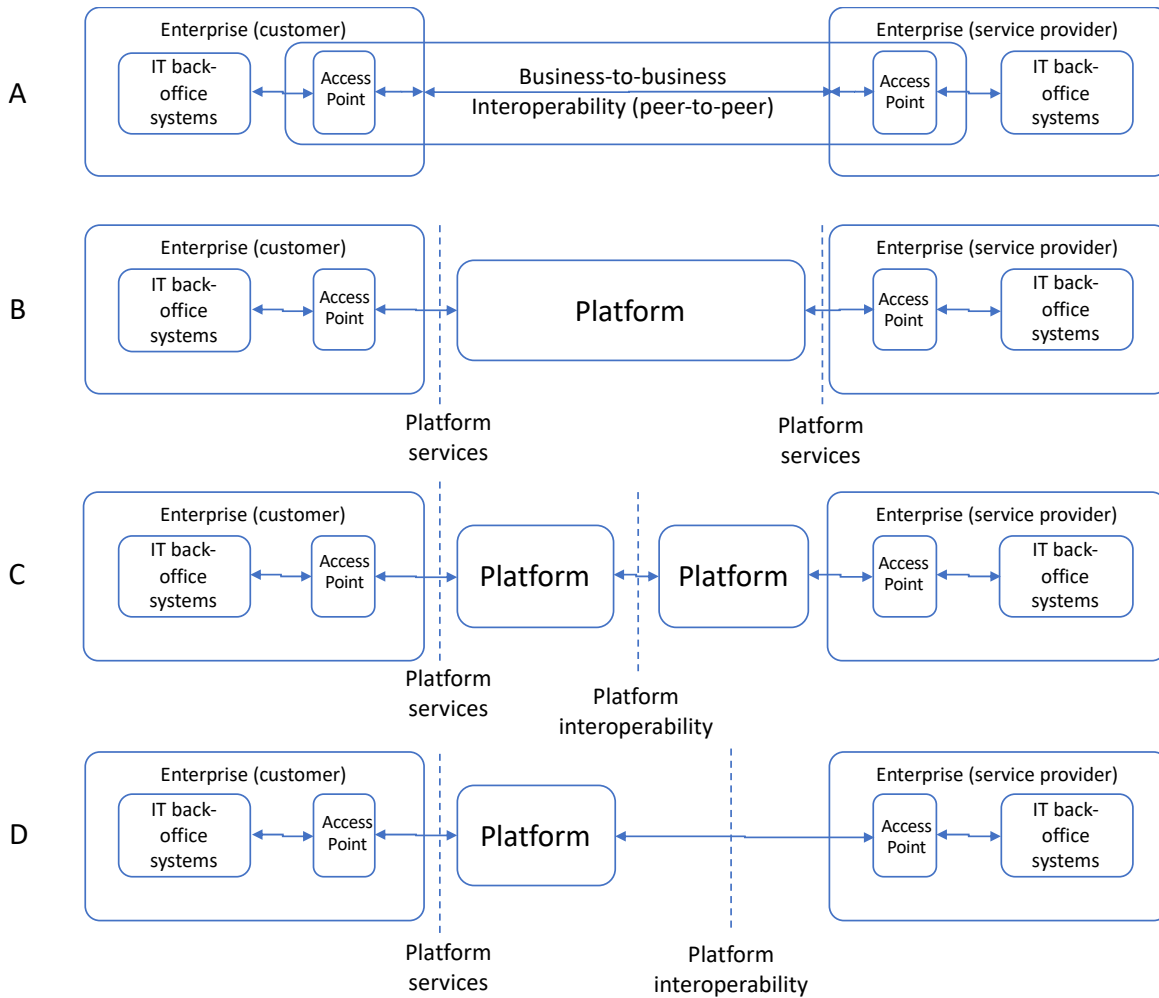 A
Enterprise (customer)
IT back-
office
systems
Access
Point
Business-to-business
Interoperability (peer-to-peer)
Enterprise (service provider)
Access
Point
IT back-
office
systems
B
Enterprise (customer)
IT back-
office
systems
Access
Point
Platform
Enterprise (service provider)
Access
Point
IT back-
office
systems
Platform
services
Platform
services
C
Enterprise (customer)
IT back-
office
systems
Access
Point
Platform
Platform
Enterprise (service provider)
Access
Point
IT back-
office
systems
Platform
services
Platform
interoperability
D
Enterprise (customer)
IT back-
office
systems
Access
Point
Platform
Enterprise (service provider)
Access
Point
IT back-
office
systems
Platform
services
Platform
interoperability